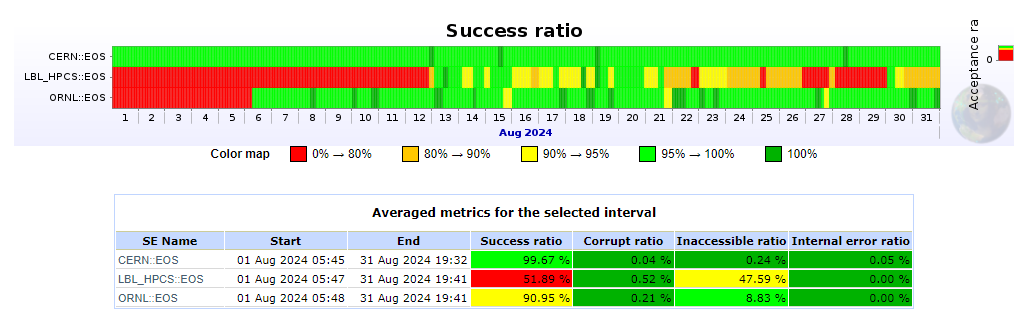 Success ratio
CERN::EOS
LBL_HPCS::EOS
ORNL::EOS
1 2 3 4 5 6 7 8 9 10 11 12 13 14 15 16 17 18 19 20 21 22 23 24 25 26 27 28 29 30 31
Aug 2024
Acceptance ra
0
Color map 0% → 80% 80% → 90% 90% → 95% 95% → 100% 100%
Averaged metrics for the selected interval
SE Name Start End Success ratio Corrupt ratio Inaccessible ratio Internal error ratio
CERN::EOS 01 Aug 2024 05:45 31 Aug 2024 19:32 99.67 % 0.04 % 0.24 % 0.05 %
LBL_HPCS::EOS 01 Aug 2024 05:47 31 Aug 2024 19:41 51.89 % 0.52 % 47.59 % 0.00 %
ORNL::EOS 01 Aug 2024 05:48 31 Aug 2024 19:41 90.95 % 0.21 % 8.83 % 0.00 %